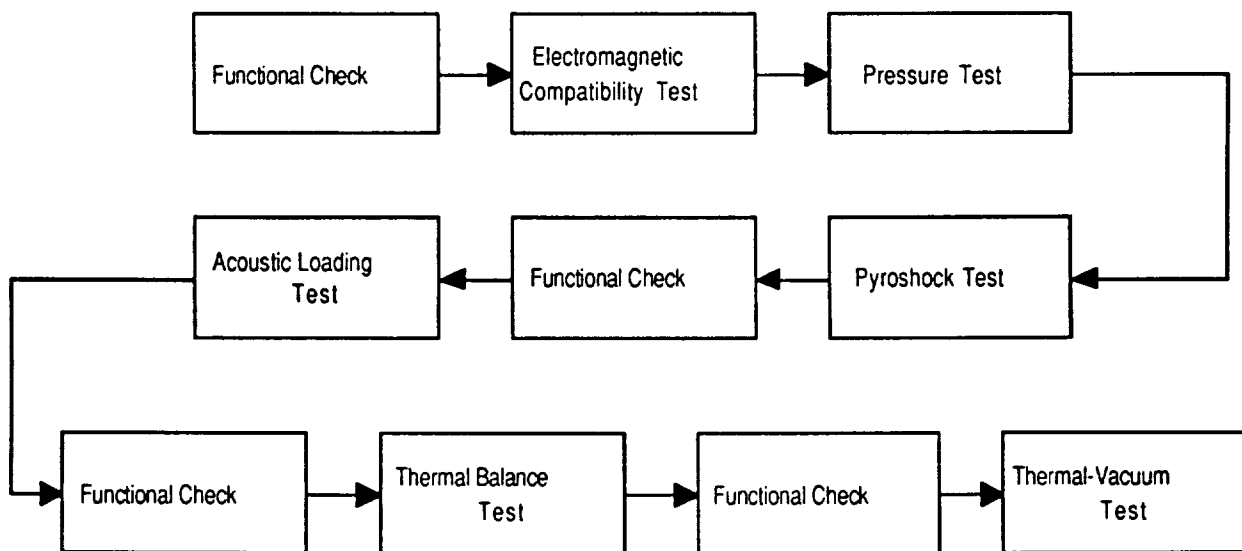 Functional Check
Electromagnetic
Compatibility Test
Pressure Test
Pyroshock Test
Functional Check
Acoustic Loading
Test
Functional Check
Thermal Balance
Test
Functional Check
Thermal-Vacuum
Test